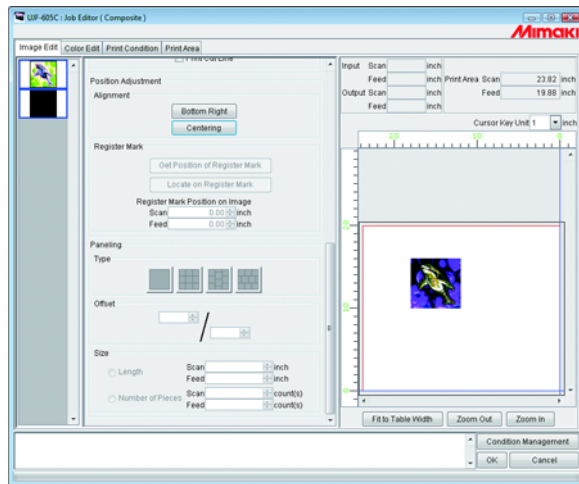 UJF-605C : Job Editor ( Composite )
Mimaki
Image Edit Color Edit Print Condition Print Area
Print Cut Line
Position Adjustment
Alignment
Bottom Right
Centering
Register Mark
Get Position of Register Mark
Locate on Register Mark
Register Mark Position on Image
Scan 0.00 inch
Feed 0.00 inch
Paneling
Type
Offset
/
Size
Length Scan inch
Feed inch
Number of Pieces Scan count(s)
Feed count(s)
Input Scan inch
Feed inch Print Area Scan 23.82 inch
Output Scan inch Feed 19.88 inch
Feed inch
Cursor Key Unit 1 inch
20 10 0
20
10
0
Fit to Table Width Zoom Out Zoom In
Condition Management
OK Cancel